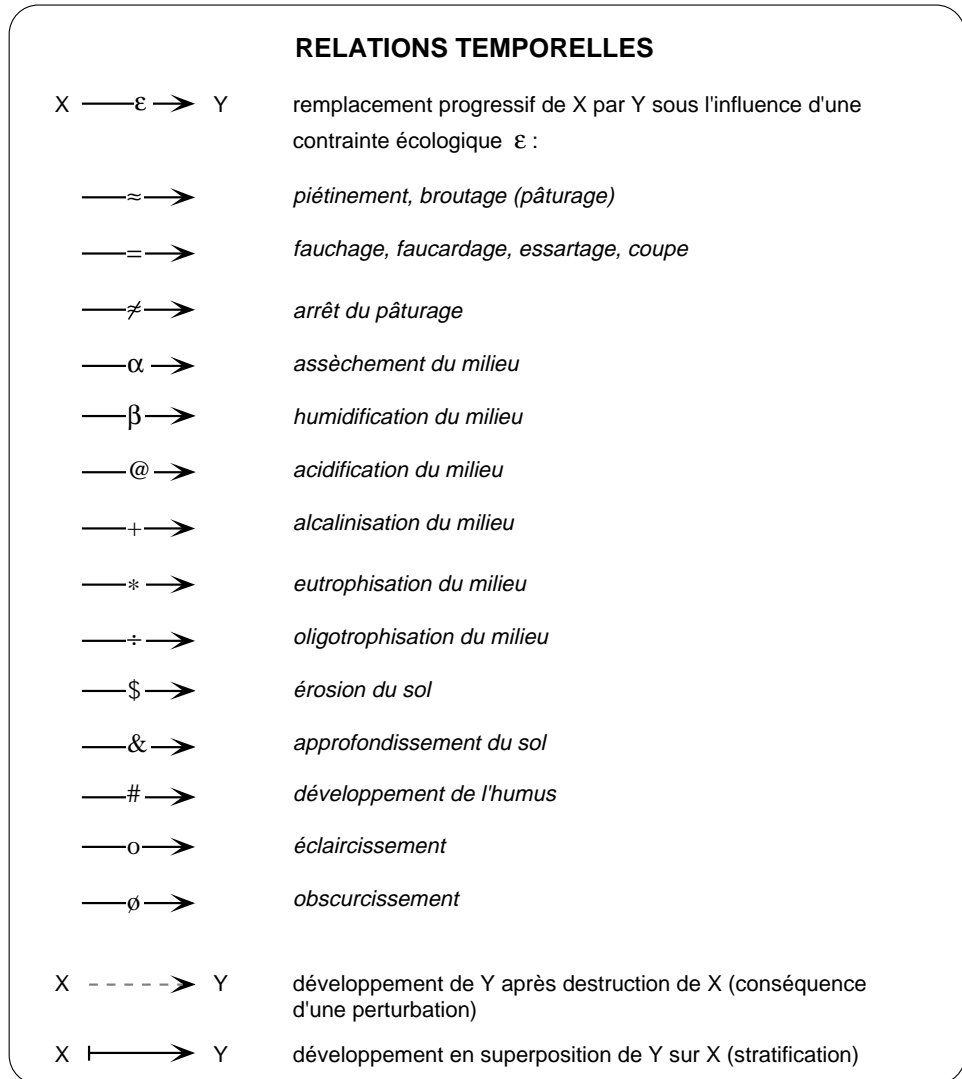 RELATIONS TEMPORELLES
X ε Y remplacement progressif de X par Y sous l'influence d'une
contrainte écologique ε :
≈ piétinement, broutage (pâturage)
= fauchage, faucardage, essartage, coupe
≉ arrêt du pâturage
α assèchement du milieu
β humidification du milieu
@ acidification du milieu
+ alcalinisation du milieu
* eutrophisation du milieu
÷ oligotrophisation du milieu
$ érosion du sol
& approfondissement du sol
# développement de l'humus
o éclaircissement
ø obscurcissement
X Y développement de Y après destruction de X (conséquence
d'une perturbation)
X Y développement en superposition de Y sur X (stratification)